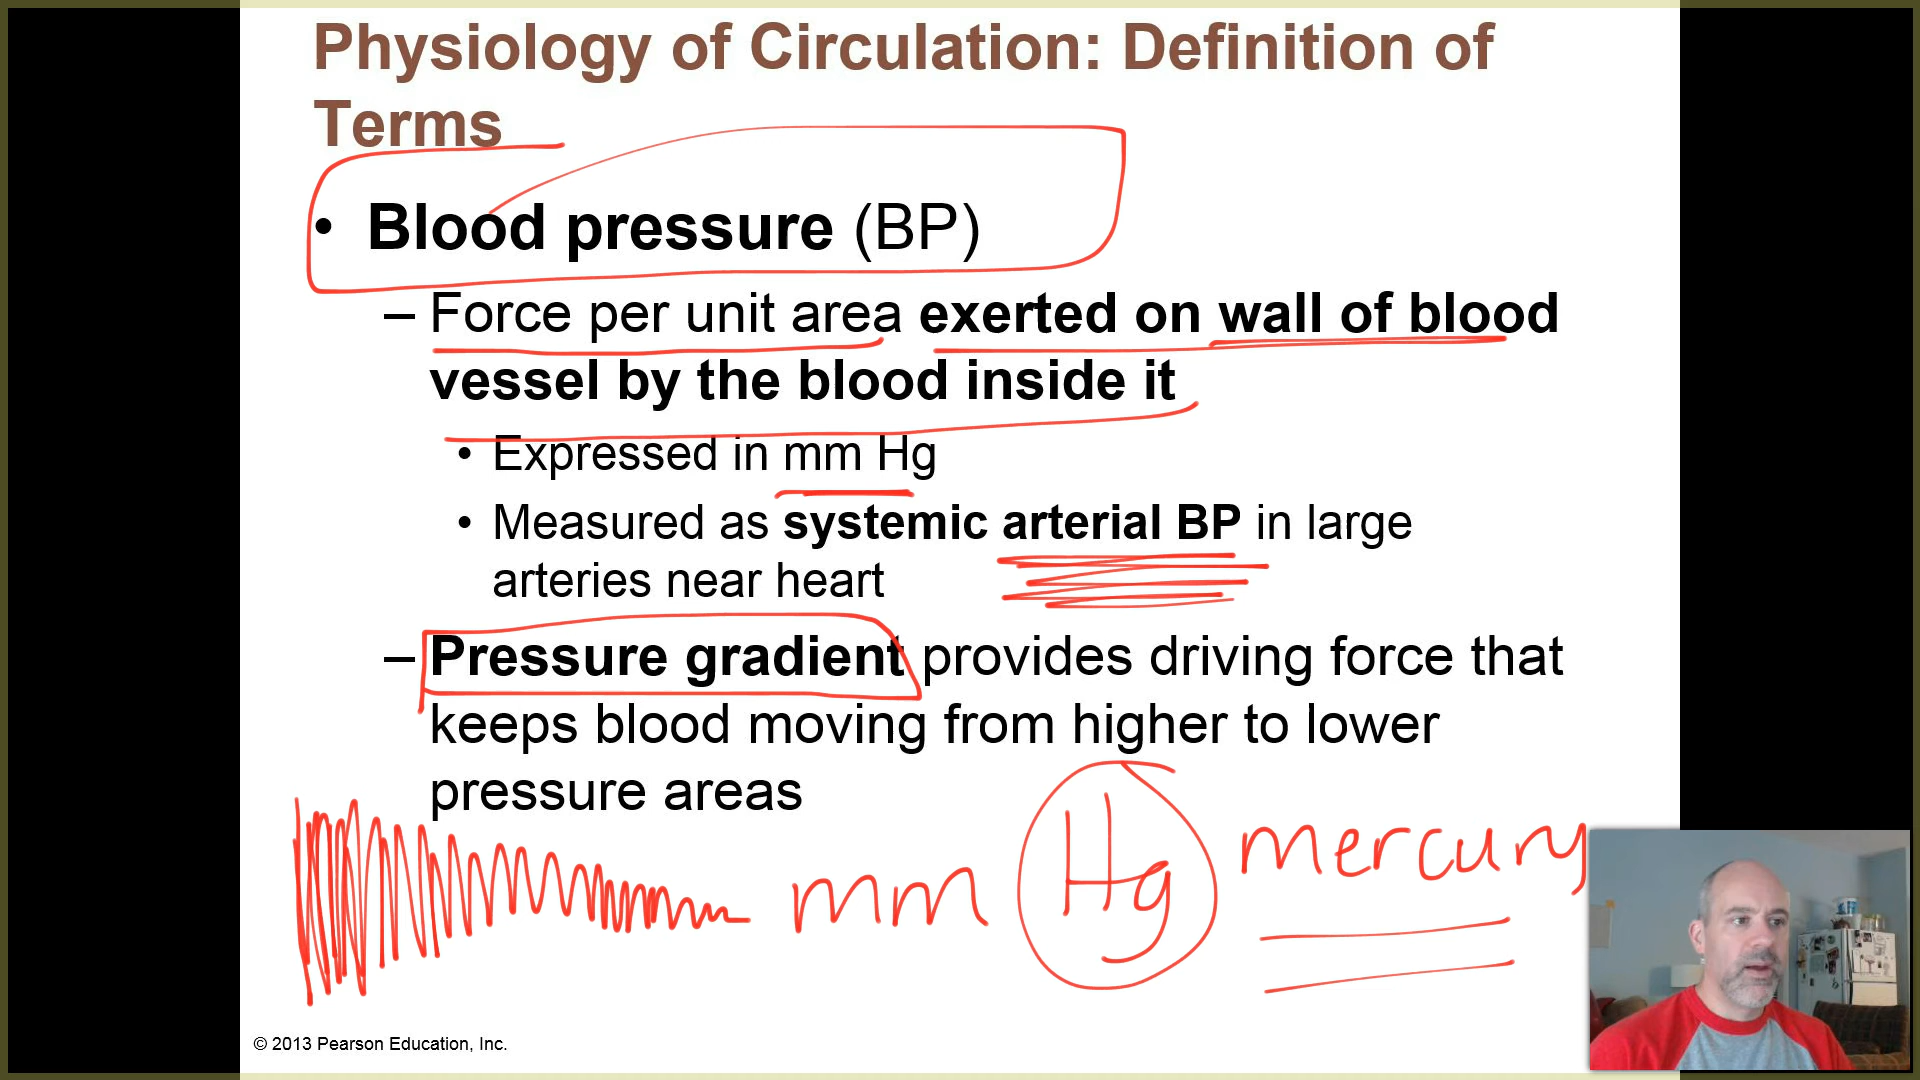 Physiology of Circulation: Definition of
Terms
• Blood pressure (BP)
– Force per unit area exerted on wall of blood
vessel by the blood inside it
• Expressed in mm Hg
• Measured as systemic arterial BP in large
arteries near heart
– Pressure gradient provides driving force that
keeps blood moving from higher to lower
pressure areas
mm Hg mercury
© 2013 Pearson Education, Inc.